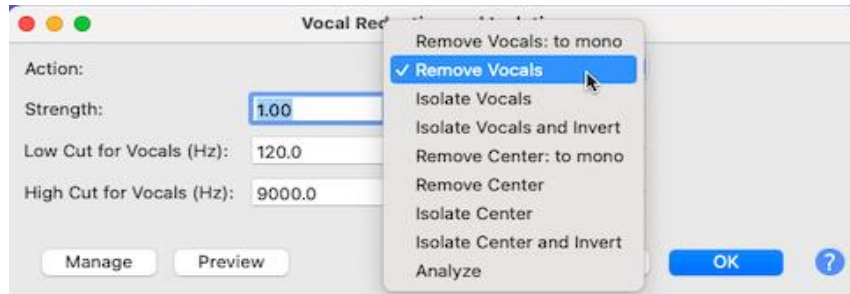 Vocal Red
Remove Vocals: to mono
Action:
✓ Remove Vocals
Strength: 1.00
Isolate Vocals
Isolate Vocals and Invert
Low Cut for Vocals (Hz): 120.0
Remove Center: to mono
Remove Center
High Cut for Vocals (Hz): 9000.0
Isolate Center
Isolate Center and Invert
Manage Preview OK ?
Analyze